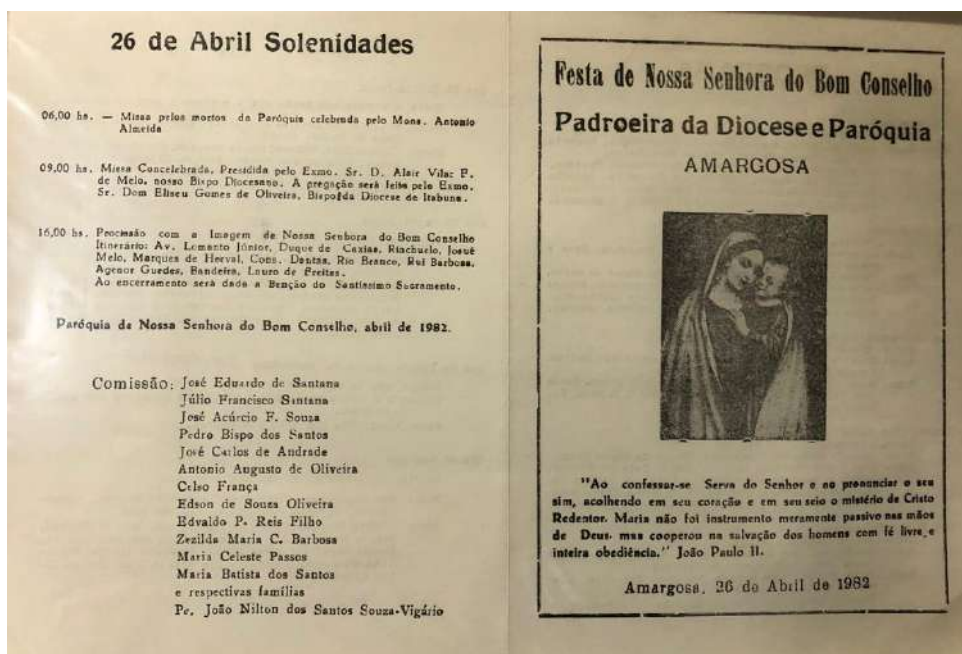 26 de Abril Solenidades
06,00 hs. — Missa pelos mortos da Paróquia celebrada pelo Mons. Antonio
Almeida
09,00 hs. Missa Concelebrada, Presidida pelo Exmo. Sr. D. Alair Vilar F.
de Melo, nosso Bispo Diocesano. A pregação será feita pelo Exmo.
Sr. Dom Eliseu Gomes de Oliveira, Bispo da Diocese de Itabuna.
16,00 hs. Procissão com a Imagem de Nossa Senhora do Bom Conselho
Itinerário: Av. Lomanto Júnior, Duque de Caxias, Riachuelo, Josué
Melo, Marques de Herval, Cons. Dantas, Rio Branco, Rui Barbosa,
Agenor Guedes, Bandeira, Lauro de Freitas.
Ao encerramento será dada a Benção do Santíssimo Sacramento.
Paróquia de Nossa Senhora do Bom Conselho, abril de 1982.
Comissão: José Eduardo de Santana
Júlio Francisco Santana
José Acúrcio F. Souza
Pedro Bispo dos Santos
José Carlos de Andrade
Antonio Augusto de Oliveira
Celso França
Edson de Souza Oliveira
Edvaldo P. Reis Filho
Zezilda Maria C. Barbosa
Maria Celeste Passos
Maria Batista dos Santos
e respectivas famílias
Pe. João Nilton dos Santos Souza-Vigário
Festa de Nossa Senhora do Bom Conselho
Padroeira da Diocese e Paróquia
AMARGOSA
"Ao confessar-se Serva do Senhor e ao pronunciar o seu
sim, acolhendo em seu coração e em seu seio o mistério de Cristo
Redentor. Maria não foi instrumento meramente passivo nas mãos
de Deus, mas cooperou na salvação dos homens com fé livre e
inteira obediência." João Paulo II.
Amargosa, 26 de Abril de 1982